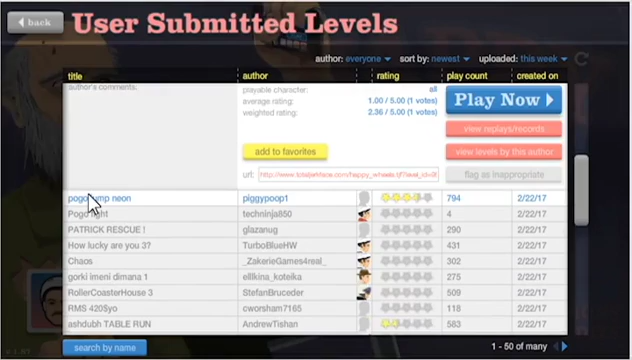 back
User Submitted Levels
author: everyone sort by: newest uploaded: this week
title author rating play count created on
author's comments:
playable character: all
average rating: 1.00 / 5.00 (1 votes)
weighted rating: 2.36 / 5.00 (1 votes)
Play Now
view replays/records
add to favorites
view levels by this author
url:
flag as inappropriate
piggypoop1 794 2/22/17
techninja850 4 2/22/17
PATRICK RESCUE ! glaznug 290 2/22/17
How lucky are you 3? TurboBlueHW 431 2/22/17
Chaos _ZakerieGames4real_ 302 2/22/17
gorki imeni dimana 1 elllkina_koteika 275 2/22/17
RollerCoasterHouse 3 StefanBruceder 509 2/22/17
RMS 420$yo cworsham7165 118 2/22/17
ashdubh TABLE RUN AndrewTishan 583 2/22/17
search by name
1 - 50 of many